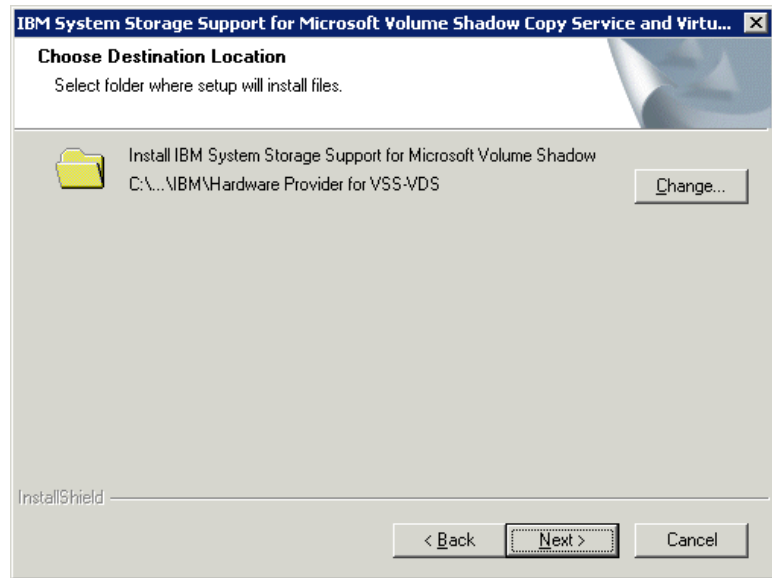 IBM System Storage Support for Microsoft Volume Shadow Copy Service and Virtu...
Choose Destination Location
Select folder where setup will install files.
Install IBM System Storage Support for Microsoft Volume Shadow
C:\...\IBM\Hardware Provider for VSS-VDS
Change...
InstallShield
< Back
Next >
Cancel